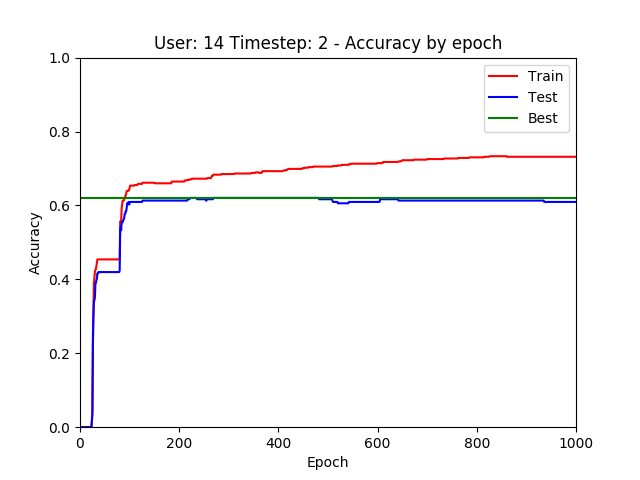 User: 14 Timestep: 2 - Accuracy by epoch
1.0
Train
Test
Best
0.8
0.6
Accuracy
0.4
0.2
0.0
0 200 400 600 800 1000
Epoch